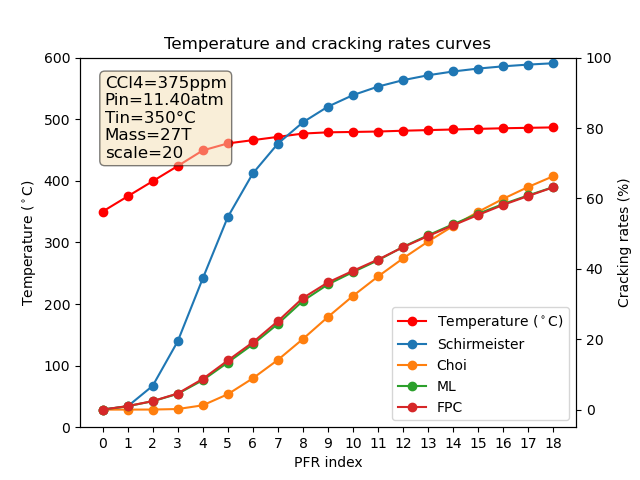 Temperature and cracking rates curves
CCl4=375ppm
Pin=11.40atm
Tin=350°C
Mass=27T
scale=20
600
500
400
300
200
100
0
Temperature (°C)
100
80
60
40
20
0
Cracking rates (%)
Temperature (°C)
Schirmeister
Choi
ML
FPC
0 1 2 3 4 5 6 7 8 9 10 11 12 13 14 15 16 17 18
PFR index